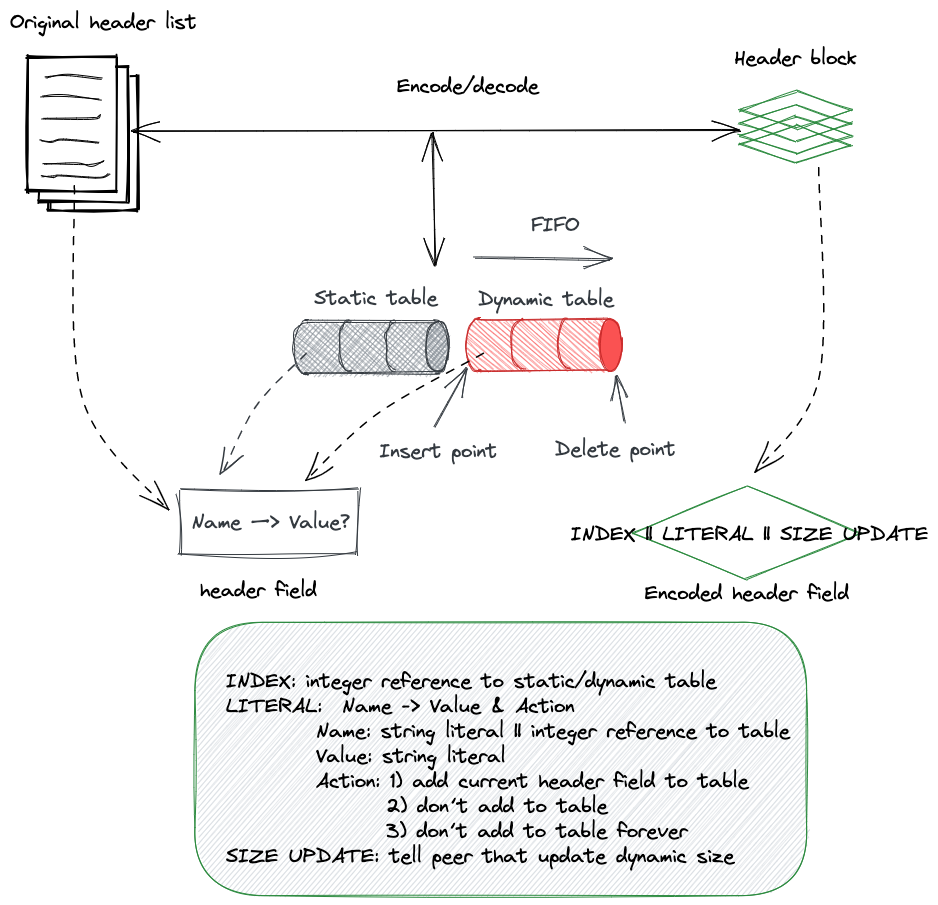 Original header list
Header block
Encode/decode
FIFO
Static table
Dynamic table
Insert point
Delete point
Name —> Value?
INDEX || LITERAL || SIZE UPDATE
header field
Encoded header field
INDEX: integer reference to static/dynamic table
LITERAL: Name -> Value & Action
Name: string literal || integer reference to table
Value: string literal
Action: 1) add current header field to table
2) don't add to table
3) don't add to table forever
SIZE UPDATE: tell peer that update dynamic size